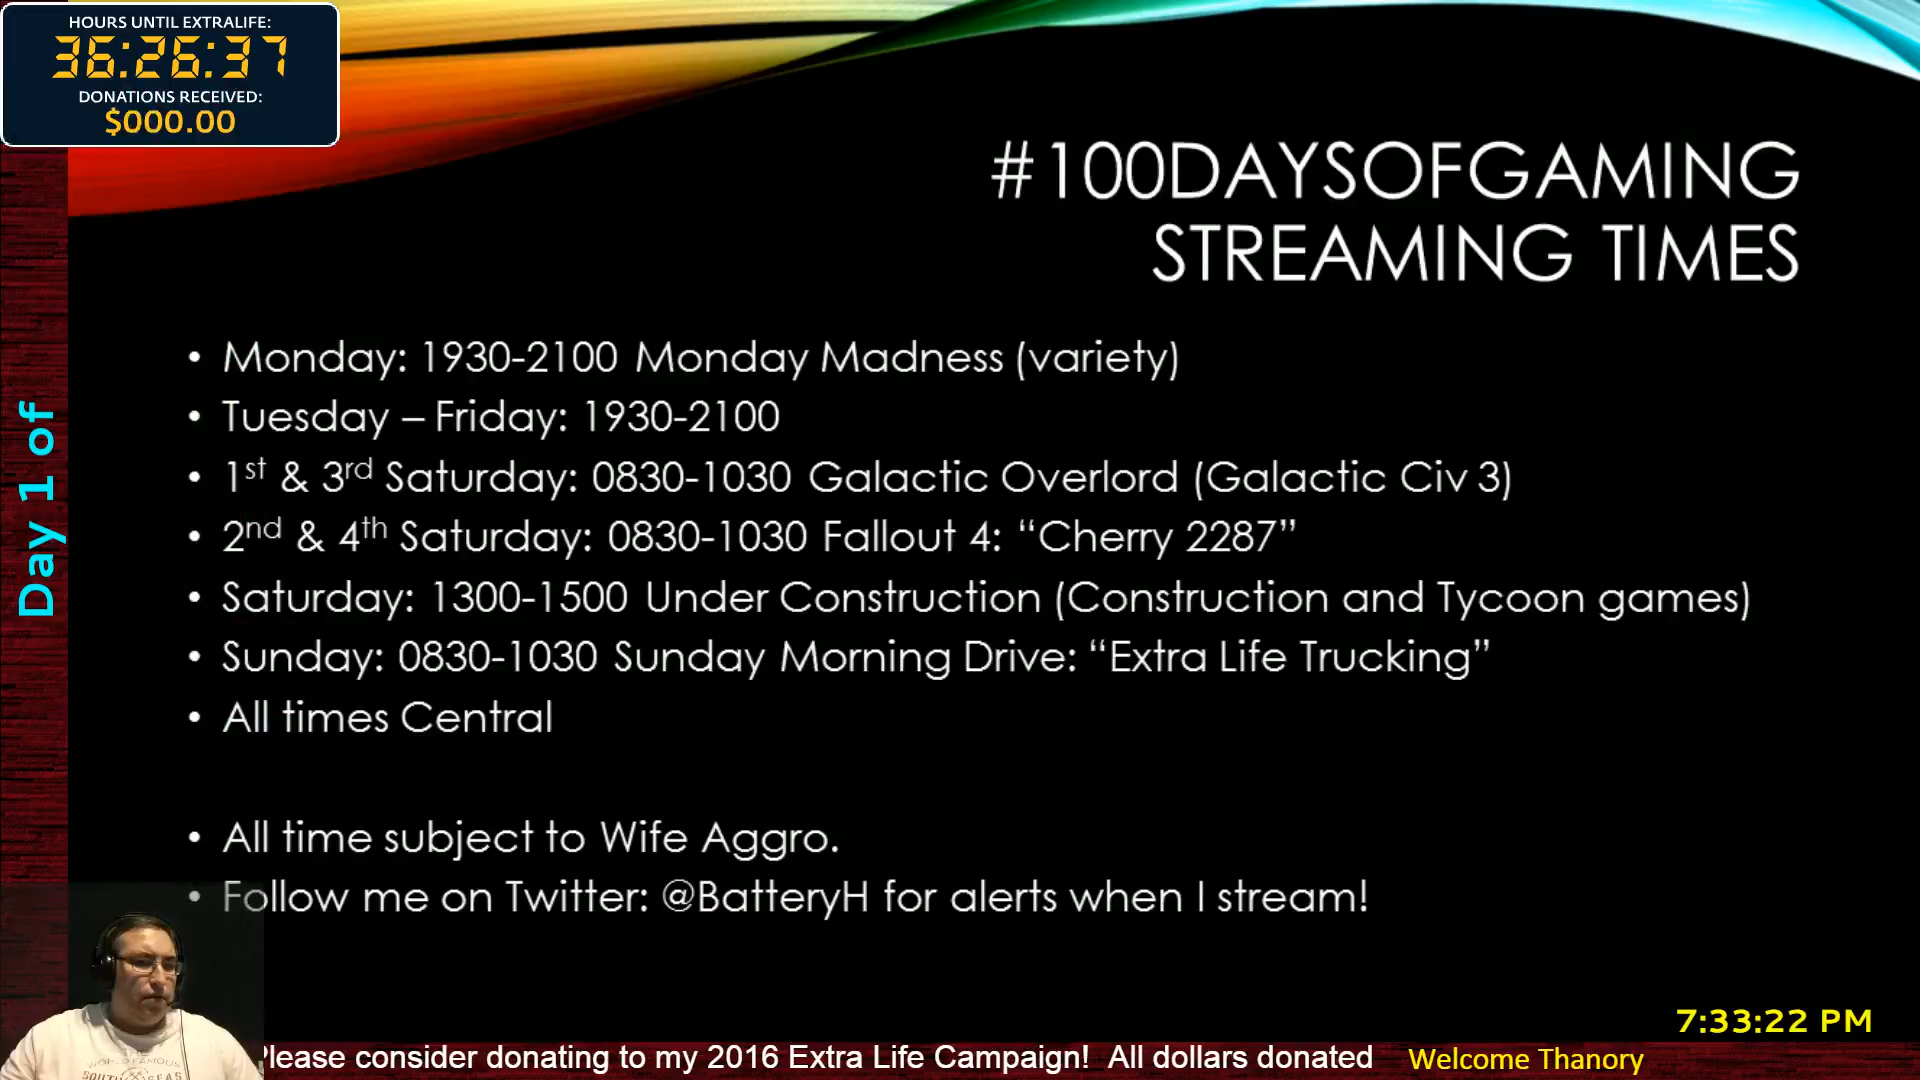 HOURS UNTIL EXTRALIFE:
36:26:37
DONATIONS RECEIVED:
$000.00
#100DAYSOFGAMING
STREAMING TIMES
• Monday: 1930-2100 Monday Madness (variety)
• Tuesday – Friday: 1930-2100
• 1st & 3rd Saturday: 0830-1030 Galactic Overlord (Galactic Civ 3)
• 2nd & 4th Saturday: 0830-1030 Fallout 4: “Cherry 2287”
• Saturday: 1300-1500 Under Construction (Construction and Tycoon games)
• Sunday: 0830-1030 Sunday Morning Drive: “Extra Life Trucking”
• All times Central
• All time subject to Wife Aggro.
• Follow me on Twitter: @BatteryH for alerts when I stream!
Day 1 of
7:33:22 PM
Please consider donating to my 2016 Extra Life Campaign! All dollars donated
Welcome Thanory
WORLD FAMOUS
SOUTH SEAS